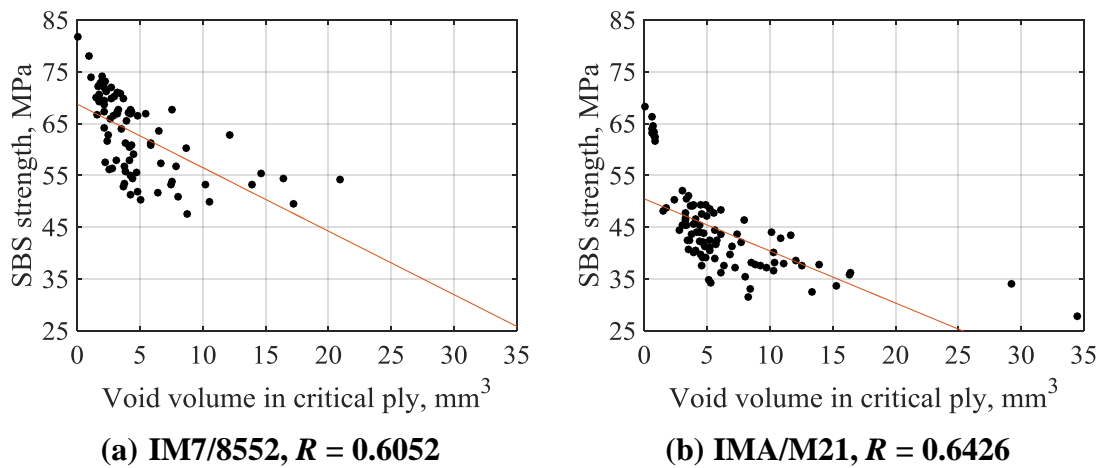 85
75
65
55
45
35
25
SBS strength, MPa
0 5 10 15 20 25 30 35
Void volume in critical ply, mm³
(a) IM7/8552, R = 0.6052
85
75
65
55
45
35
25
SBS strength, MPa
0 5 10 15 20 25 30 35
Void volume in critical ply, mm³
(b) IMA/M21, R = 0.6426